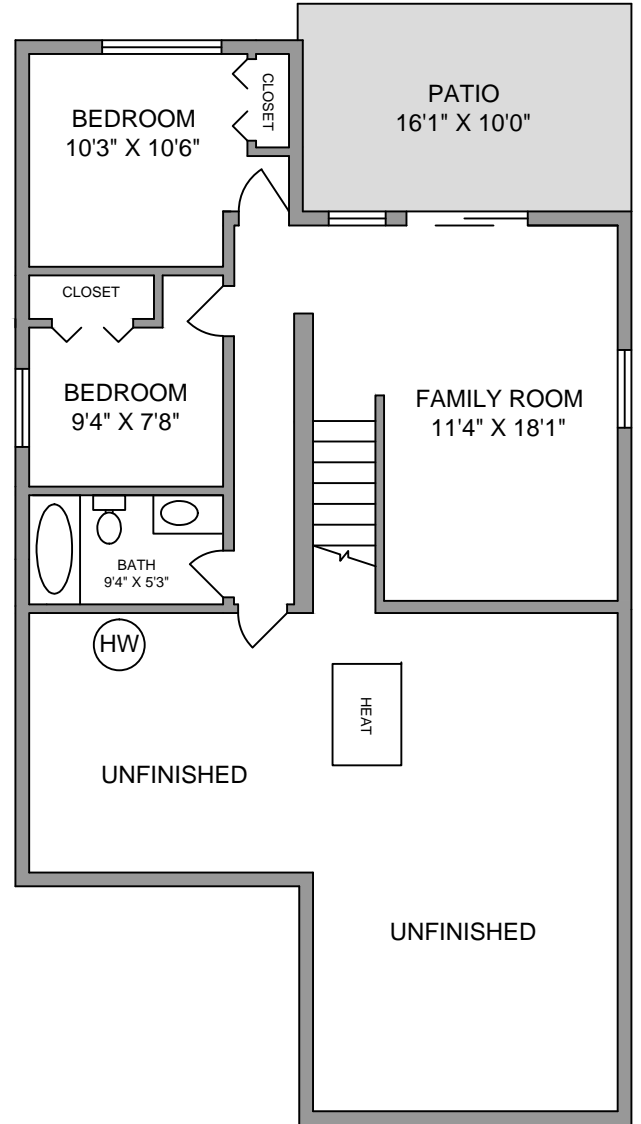 PATIO
16'1" X 10'0"
BEDROOM
10'3" X 10'6"
CLOSET
CLOSET
BEDROOM
9'4" X 7'8"
FAMILY ROOM
11'4" X 18'1"
BATH
9'4" X 5'3"
HW
HEAT
UNFINISHED
UNFINISHED